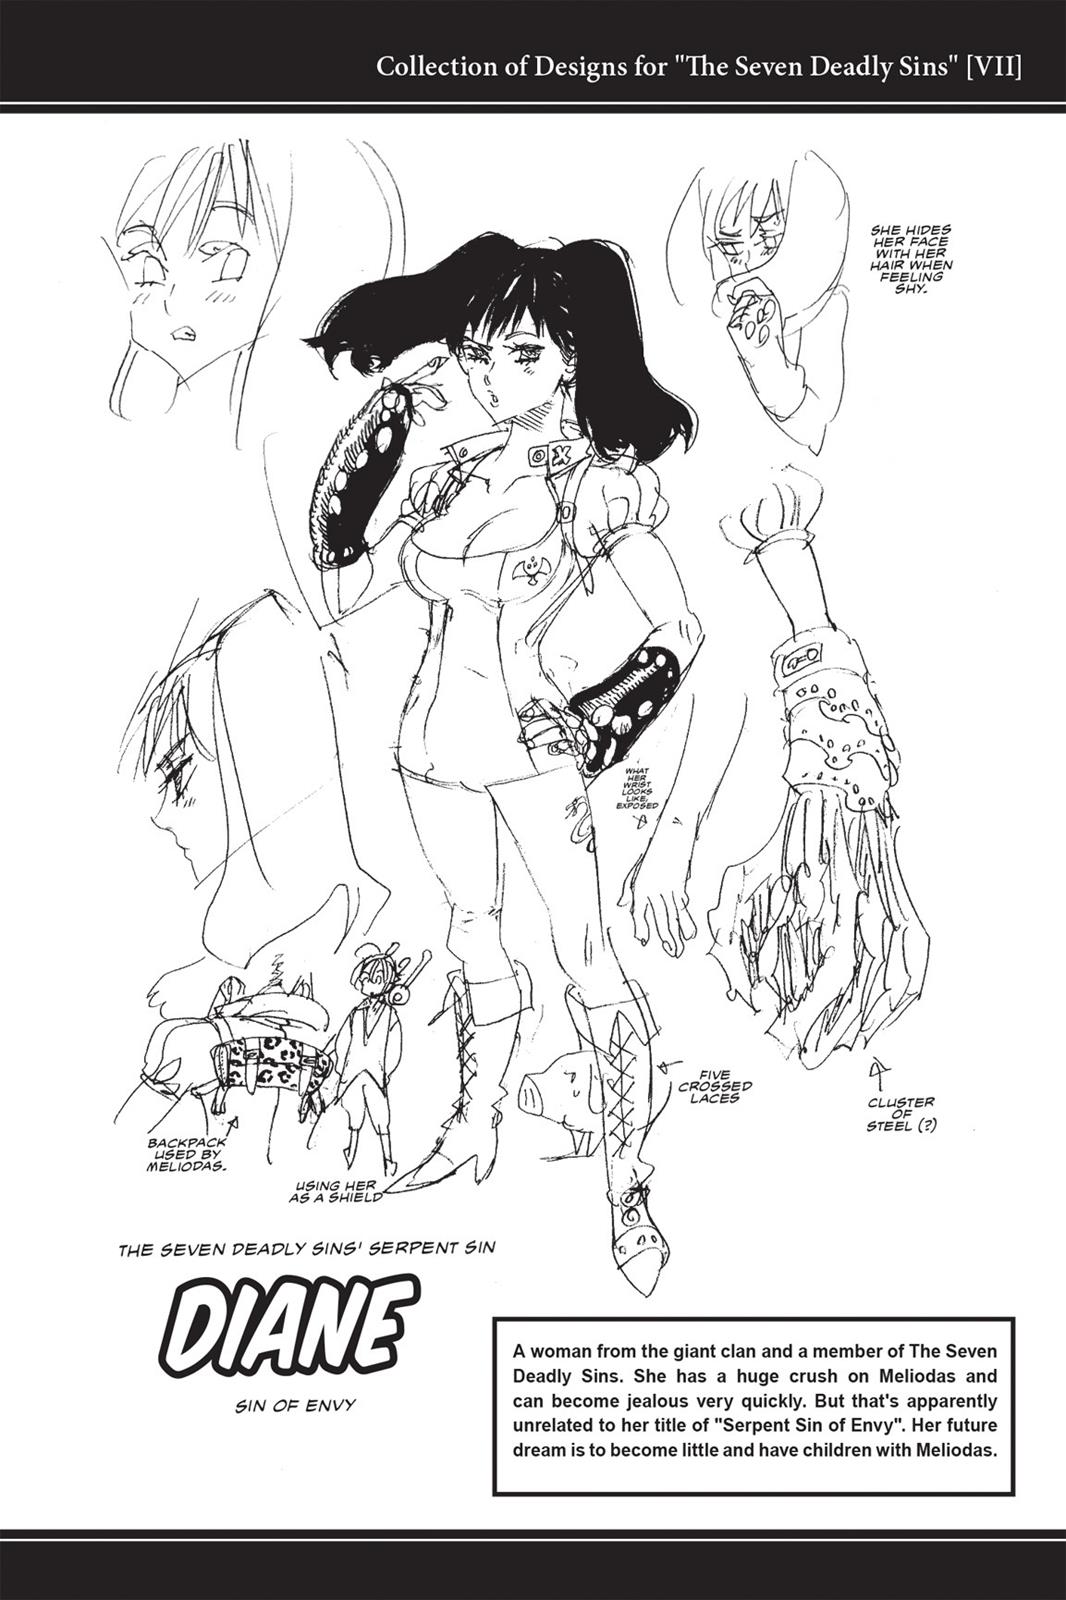 Collection of Designs for "The Seven Deadly Sins" [VII]
SHE HIDES
HER FACE
WITH HER
HAIR WHEN
FEELING
SHY.
WHAT
HER
WRIST
LOOKS
LIKE,
EXPOSED
FIVE
CROSSED
LACES
CLUSTER
OF
STEEL (?)
BACKPACK
USED BY
MELIODAS.
USING HER
AS A SHIELD
THE SEVEN DEADLY SINS' SERPENT SIN
DIANE
SIN OF ENVY
A woman from the giant clan and a member of The Seven
Deadly Sins. She has a huge crush on Meliodas and
can become jealous very quickly. But that's apparently
unrelated to her title of "Serpent Sin of Envy". Her future
dream is to become little and have children with Meliodas.